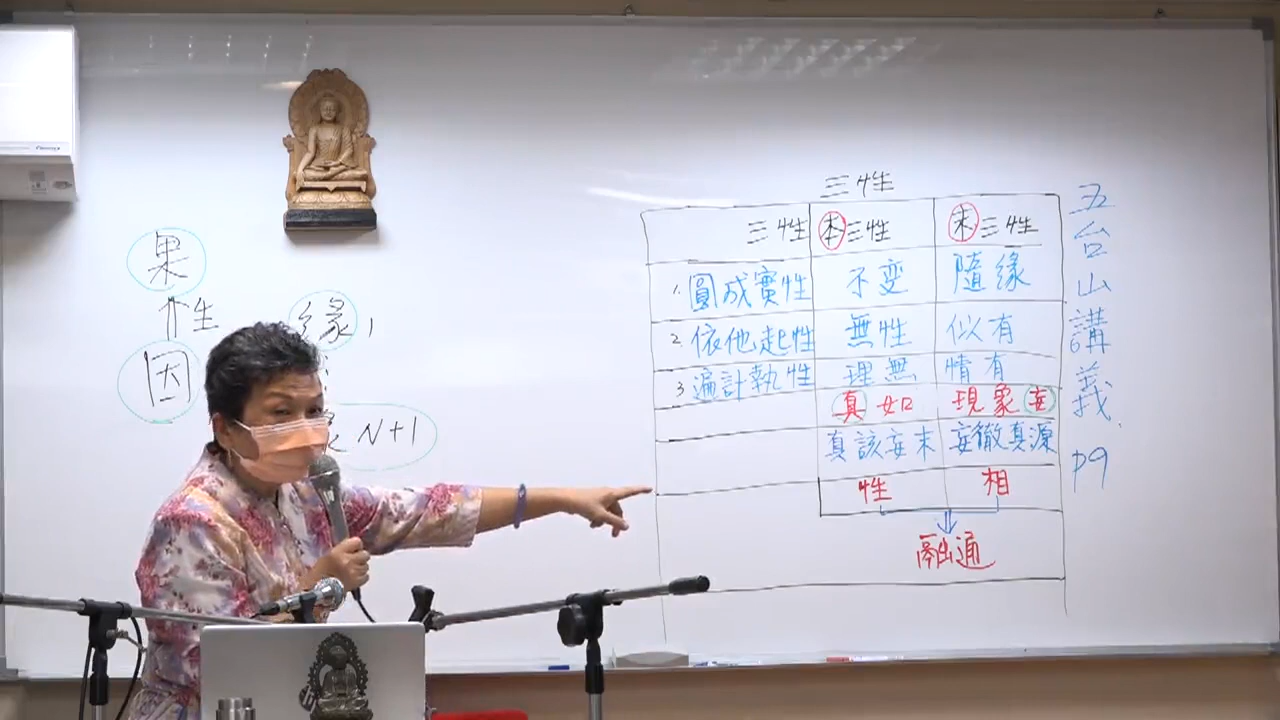 果
性
因
緣1
N+1
三性
三性 本三性 末三性
1. 圓成實性 不变 隨緣
2. 依他起性 無性 似有
3 遍計執性 理無 情有
真如 現象妄
真該妄末 妄徹真源
性 相
融通
五台山講義 P9